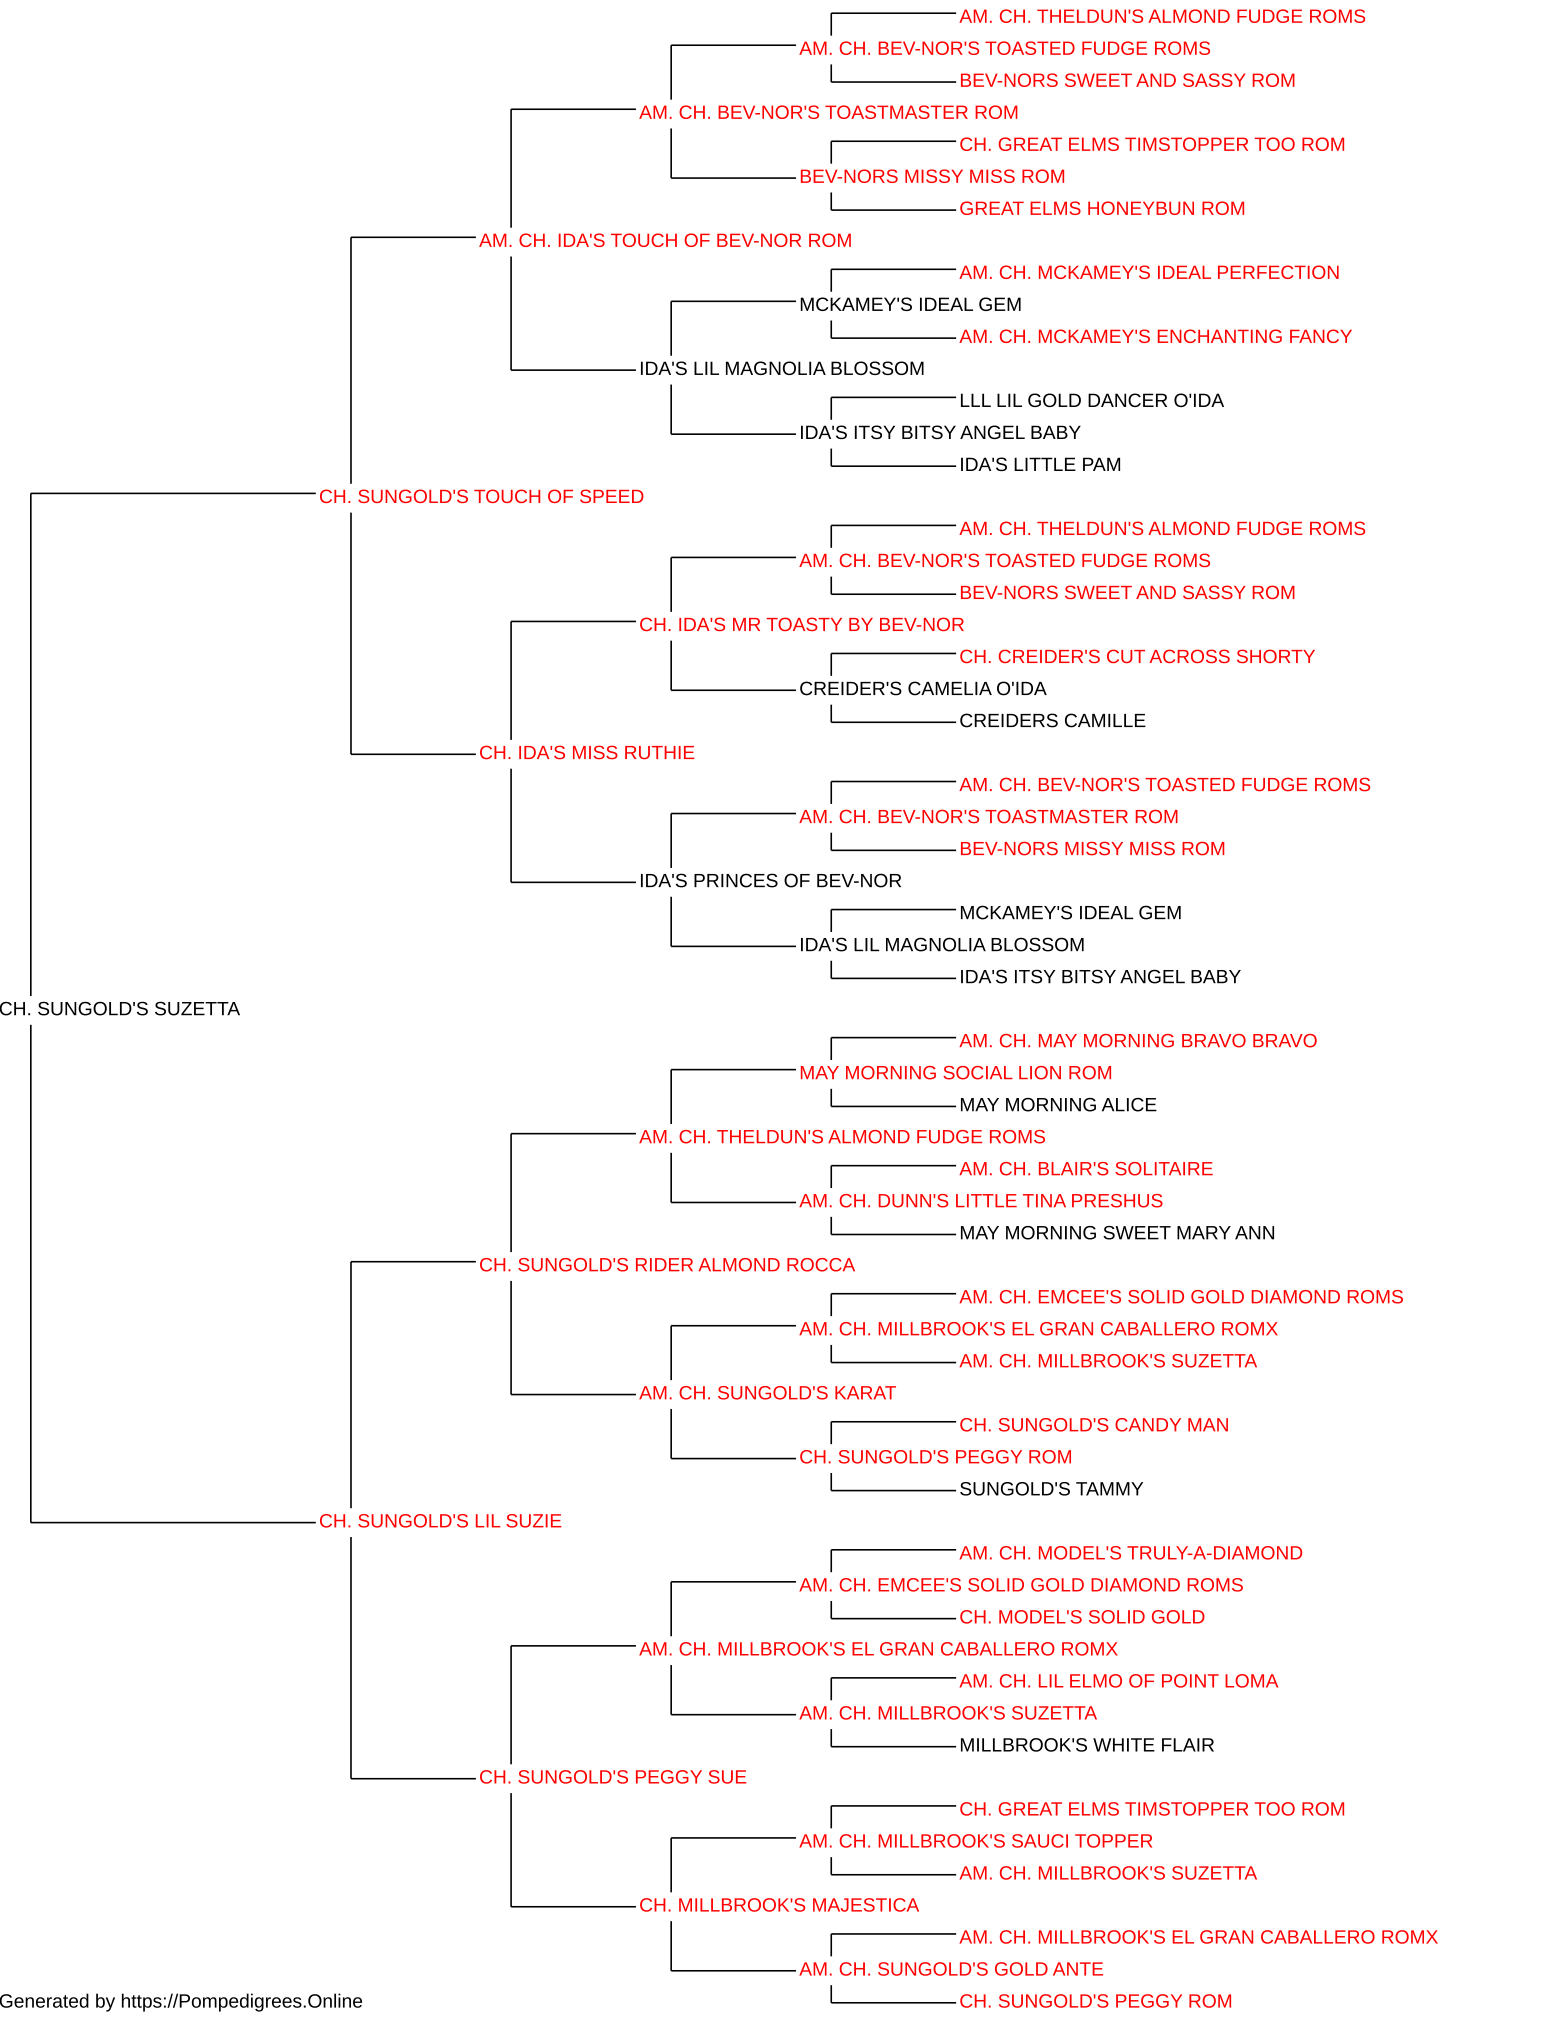 AM. CH. THELDUN'S ALMOND FUDGE ROMS
AM. CH. BEV-NOR'S TOASTED FUDGE ROMS
BEV-NORS SWEET AND SASSY ROM
AM. CH. BEV-NOR'S TOASTMASTER ROM
CH. GREAT ELMS TIMSTOPPER TOO ROM
BEV-NORS MISSY MISS ROM
GREAT ELMS HONEYBUN ROM
AM. CH. IDA'S TOUCH OF BEV-NOR ROM
AM. CH. MCKAMEY'S IDEAL PERFECTION
MCKAMEY'S IDEAL GEM
AM. CH. MCKAMEY'S ENCHANTING FANCY
IDA'S LIL MAGNOLIA BLOSSOM
LLL LIL GOLD DANCER O'IDA
IDA'S ITSY BITSY ANGEL BABY
IDA'S LITTLE PAM
CH. SUNGOLD'S TOUCH OF SPEED
AM. CH. THELDUN'S ALMOND FUDGE ROMS
AM. CH. BEV-NOR'S TOASTED FUDGE ROMS
BEV-NORS SWEET AND SASSY ROM
CH. IDA'S MR TOASTY BY BEV-NOR
CH. CREIDER'S CUT ACROSS SHORTY
CREIDER'S CAMELIA O'IDA
CREIDERS CAMILLE
CH. IDA'S MISS RUTHIE
AM. CH. BEV-NOR'S TOASTED FUDGE ROMS
AM. CH. BEV-NOR'S TOASTMASTER ROM
BEV-NORS MISSY MISS ROM
IDA'S PRINCES OF BEV-NOR
MCKAMEY'S IDEAL GEM
IDA'S LIL MAGNOLIA BLOSSOM
IDA'S ITSY BITSY ANGEL BABY
CH. SUNGOLD'S SUZETTA
AM. CH. MAY MORNING BRAVO BRAVO
MAY MORNING SOCIAL LION ROM
MAY MORNING ALICE
AM. CH. THELDUN'S ALMOND FUDGE ROMS
AM. CH. BLAIR'S SOLITAIRE
AM. CH. DUNN'S LITTLE TINA PRESHUS
MAY MORNING SWEET MARY ANN
CH. SUNGOLD'S RIDER ALMOND ROCCA
AM. CH. EMCEE'S SOLID GOLD DIAMOND ROMS
AM. CH. MILLBROOK'S EL GRAN CABALLERO ROMX
AM. CH. MILLBROOK'S SUZETTA
AM. CH. SUNGOLD'S KARAT
CH. SUNGOLD'S CANDY MAN
CH. SUNGOLD'S PEGGY ROM
SUNGOLD'S TAMMY
CH. SUNGOLD'S LIL SUZIE
AM. CH. MODEL'S TRULY-A-DIAMOND
AM. CH. EMCEE'S SOLID GOLD DIAMOND ROMS
CH. MODEL'S SOLID GOLD
AM. CH. MILLBROOK'S EL GRAN CABALLERO ROMX
AM. CH. LIL ELMO OF POINT LOMA
AM. CH. MILLBROOK'S SUZETTA
MILLBROOK'S WHITE FLAIR
CH. SUNGOLD'S PEGGY SUE
CH. GREAT ELMS TIMSTOPPER TOO ROM
AM. CH. MILLBROOK'S SAUCI TOPPER
AM. CH. MILLBROOK'S SUZETTA
CH. MILLBROOK'S MAJESTICA
AM. CH. MILLBROOK'S EL GRAN CABALLERO ROMX
AM. CH. SUNGOLD'S GOLD ANTE
CH. SUNGOLD'S PEGGY ROM
Generated by https://Pompedigrees.Online